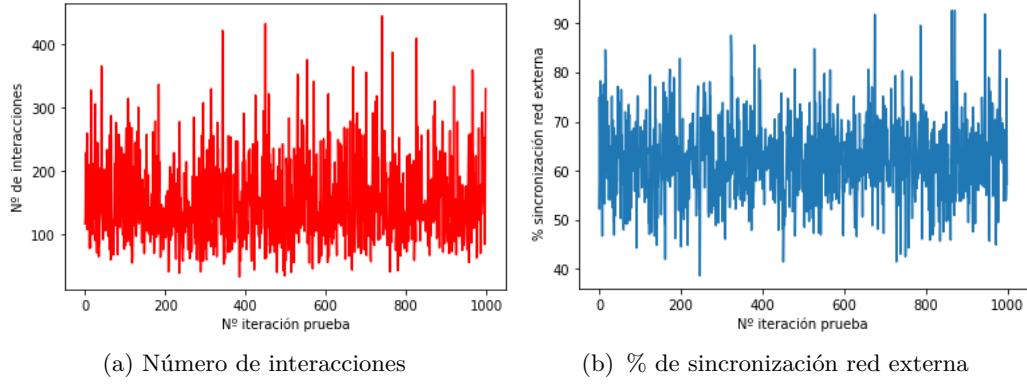 400
300
200
100
Nº de interacciones
0 200 400 600 800 1000
Nº iteración prueba
(a) Número de interacciones
90
80
70
60
50
40
% sincronización red externa
0 200 400 600 800 1000
Nº iteración prueba
(b) % de sincronización red externa